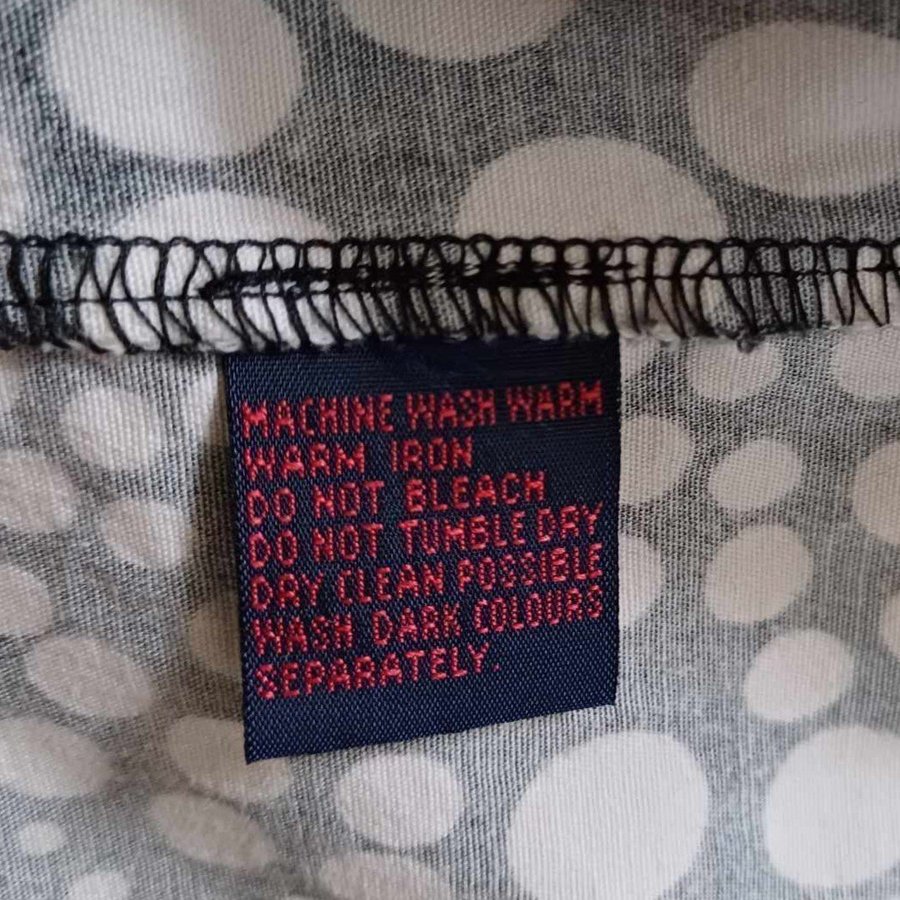 MACHINE WASH WARM
WARM IRON
DO NOT BLEACH
DO NOT TUMBLE DRY
DRY CLEAN POSSIBLE
WASH DARK COLOURS
SEPARATELY.